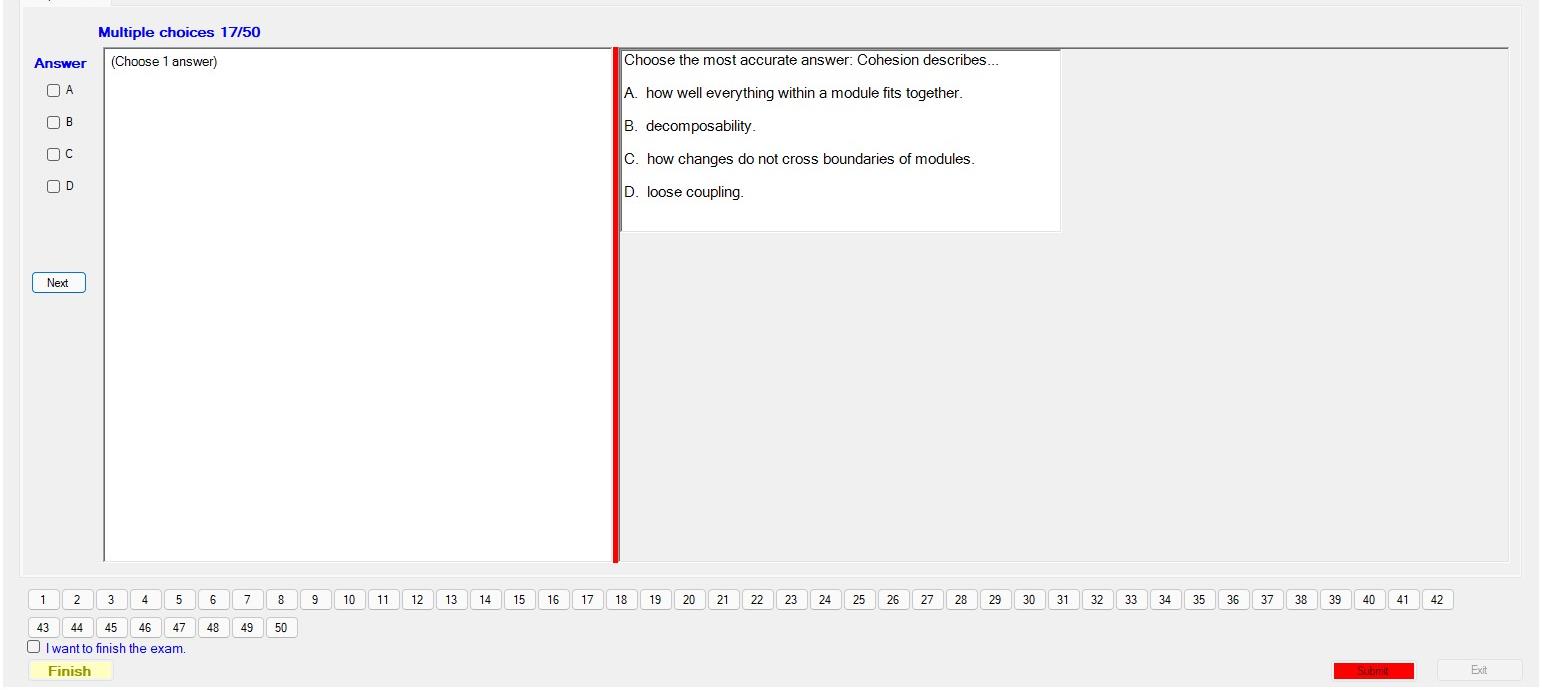 Multiple choices 17/50
Answer
(Choose 1 answer)
A
B
C
D
Next
Choose the most accurate answer: Cohesion describes...
A. how well everything within a module fits together.
B. decomposability.
C. how changes do not cross boundaries of modules.
D. loose coupling.
1 2 3 4 5 6 7 8 9 10 11 12 13 14 15 16 17 18 19 20 21 22 23 24 25 26 27 28 29 30 31 32 33 34 35 36 37 38 39 40 41 42
43 44 45 46 47 48 49 50
I want to finish the exam.
Finish
Submit
Exit